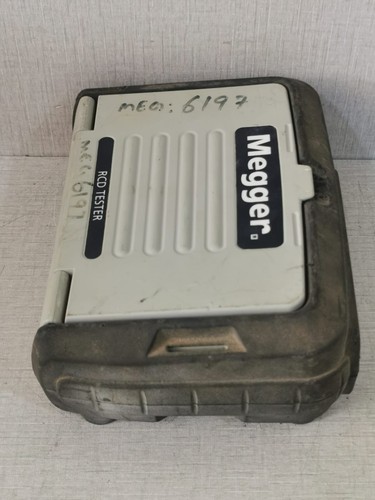 MEG: 6197
MEG: 6197
RCD TESTER
Megger.